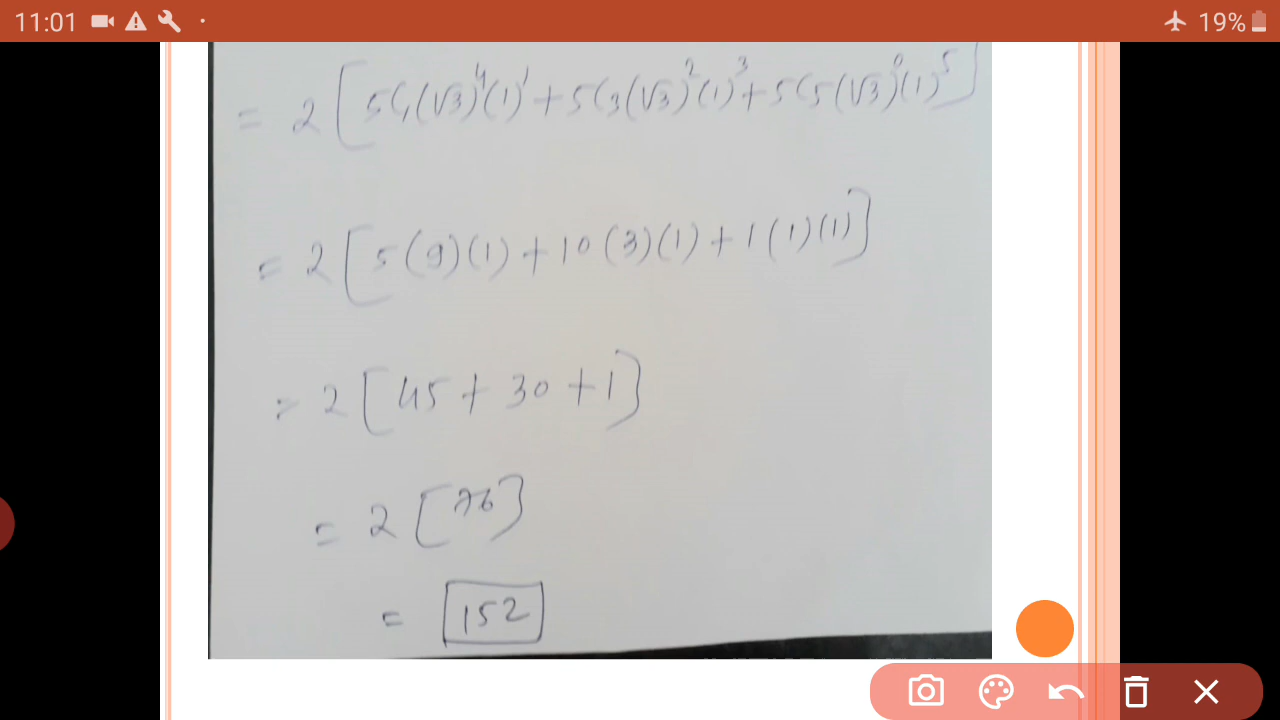 11:01 19%
= 2 [5C₁(√3)⁴(1)¹ + 5C₃(√3)²(1)³ + 5C₅(√3)⁰(1)⁵]
= 2 [5(9)(1) + 10(3)(1) + 1(1)(1)]
= 2 [45 + 30 + 1]
= 2 [76]
= 152